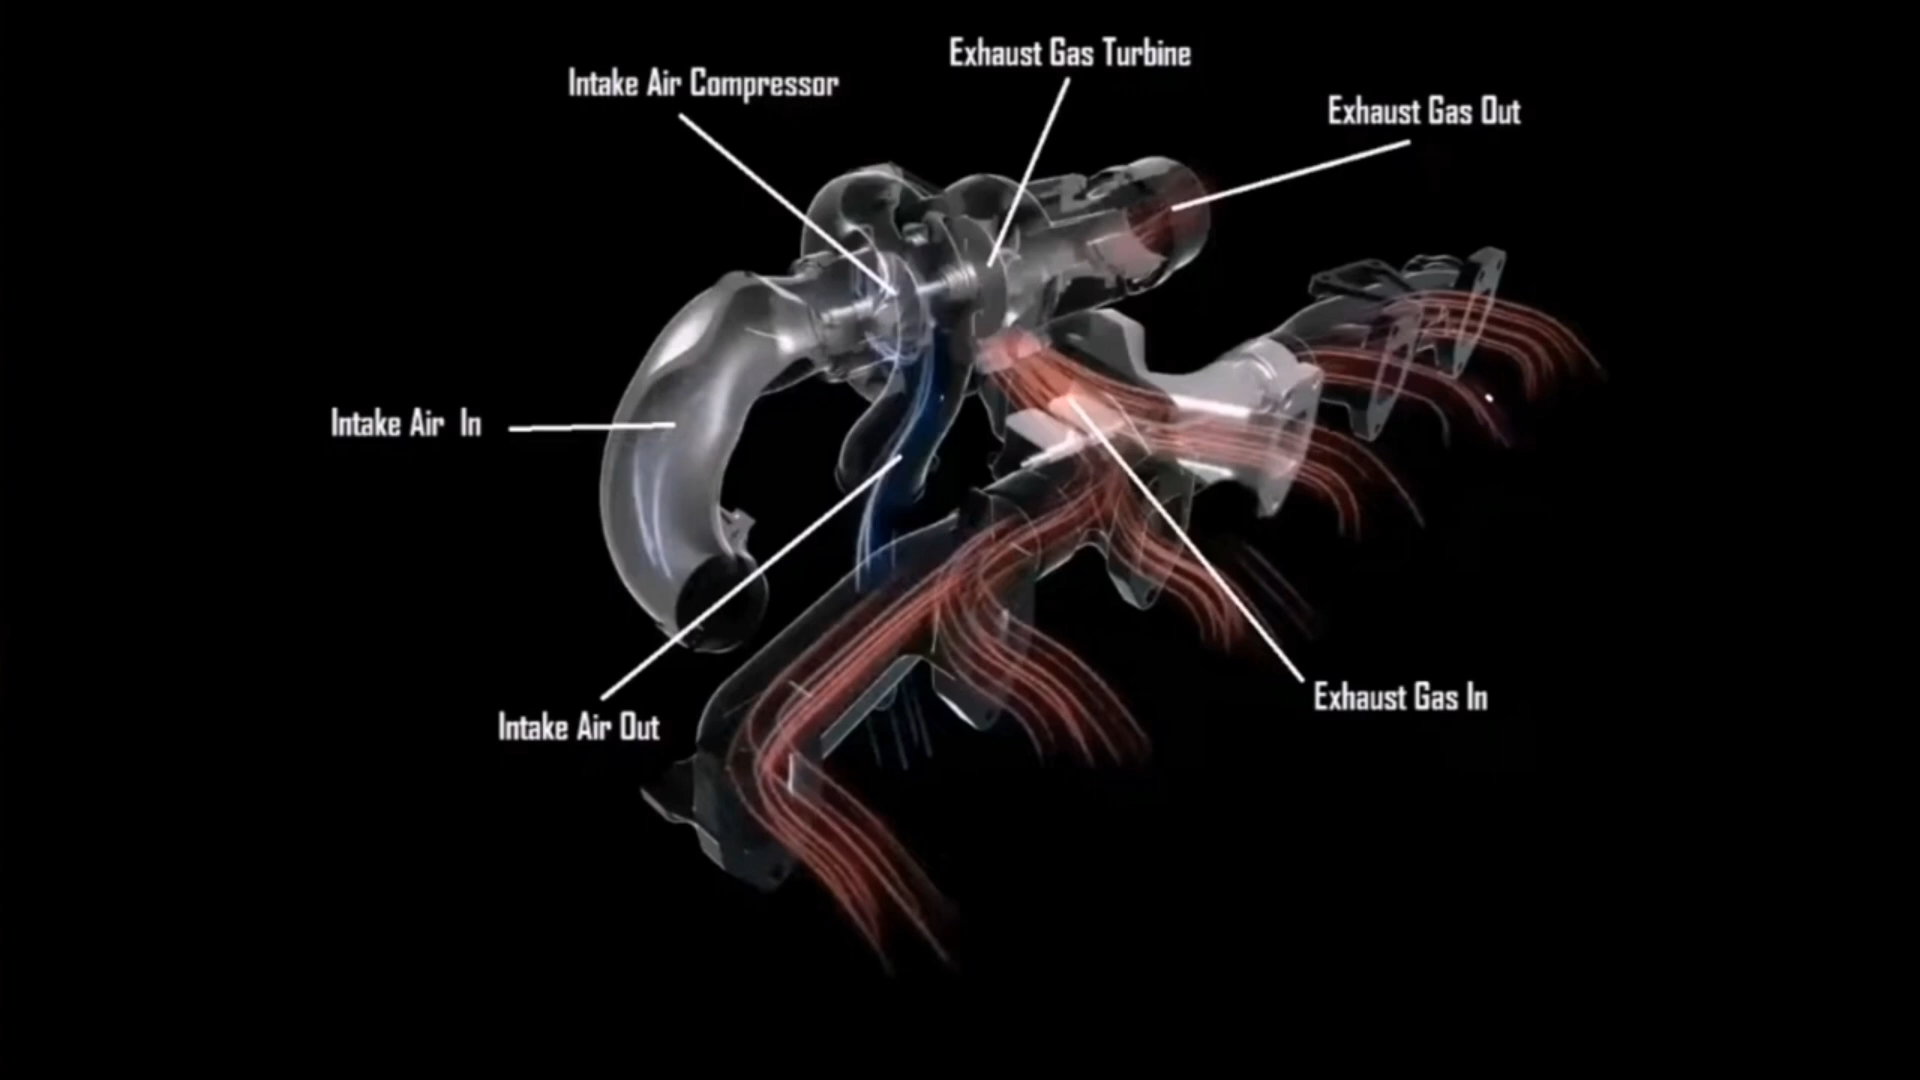 Exhaust Gas Turbine
Intake Air Compressor
Exhaust Gas Out
Intake Air In
Exhaust Gas In
Intake Air Out